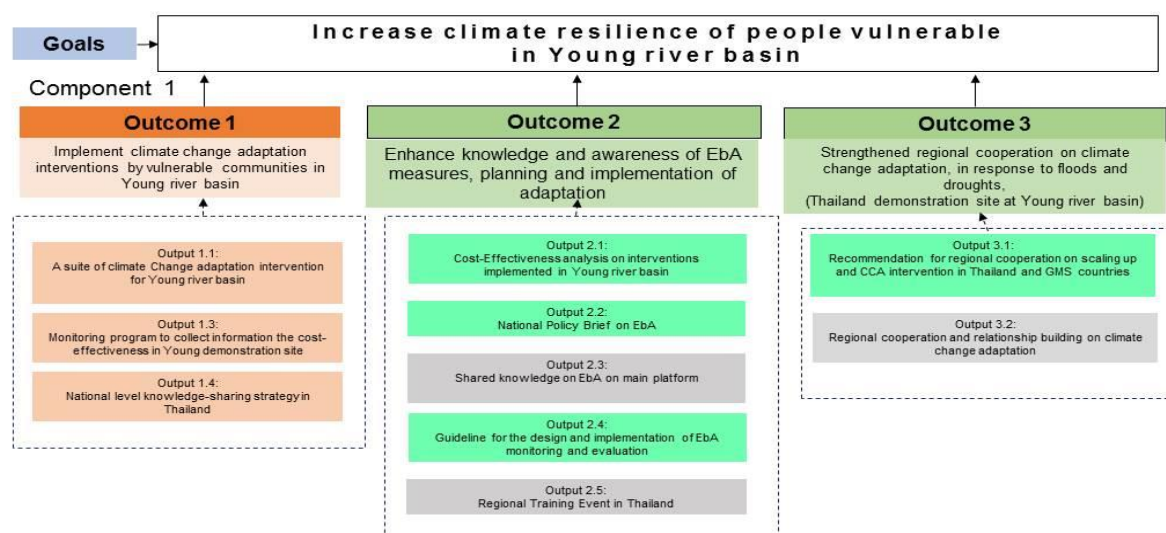 Goals
Increase climate resilience of people vulnerable
in Young river basin
Component 1
Outcome 1
Implement climate change adaptation
interventions by vulnerable communities in
Young river basin
Output 1.1:
A suite of climate Change adaptation intervention
for Young river basin
Output 1.3:
Monitoring program to collect information the cost-
effectiveness in Young demonstration site
Output 1.4:
National level knowledge-sharing strategy in
Thailand
Outcome 2
Enhance knowledge and awareness of EbA
measures, planning and implementation of
adaptation
Output 2.1:
Cost-Effectiveness analysis on interventions
implemented in Young river basin
Output 2.2:
National Policy Brief on EbA
Output 2.3:
Shared knowledge on EbA on main platform
Output 2.4:
Guideline for the design and implementation of EbA
monitoring and evaluation
Output 2.5:
Regional Training Event in Thailand
Outcome 3
Strengthened regional cooperation on climate
change adaptation, in response to floods and
droughts,
(Thailand demonstration site at Young river basin)
Output 3.1:
Recommendation for regional cooperation on scaling up
and CCA intervention in Thailand and GMS countries
Output 3.2:
Regional cooperation and relationship building on climate
change adaptation